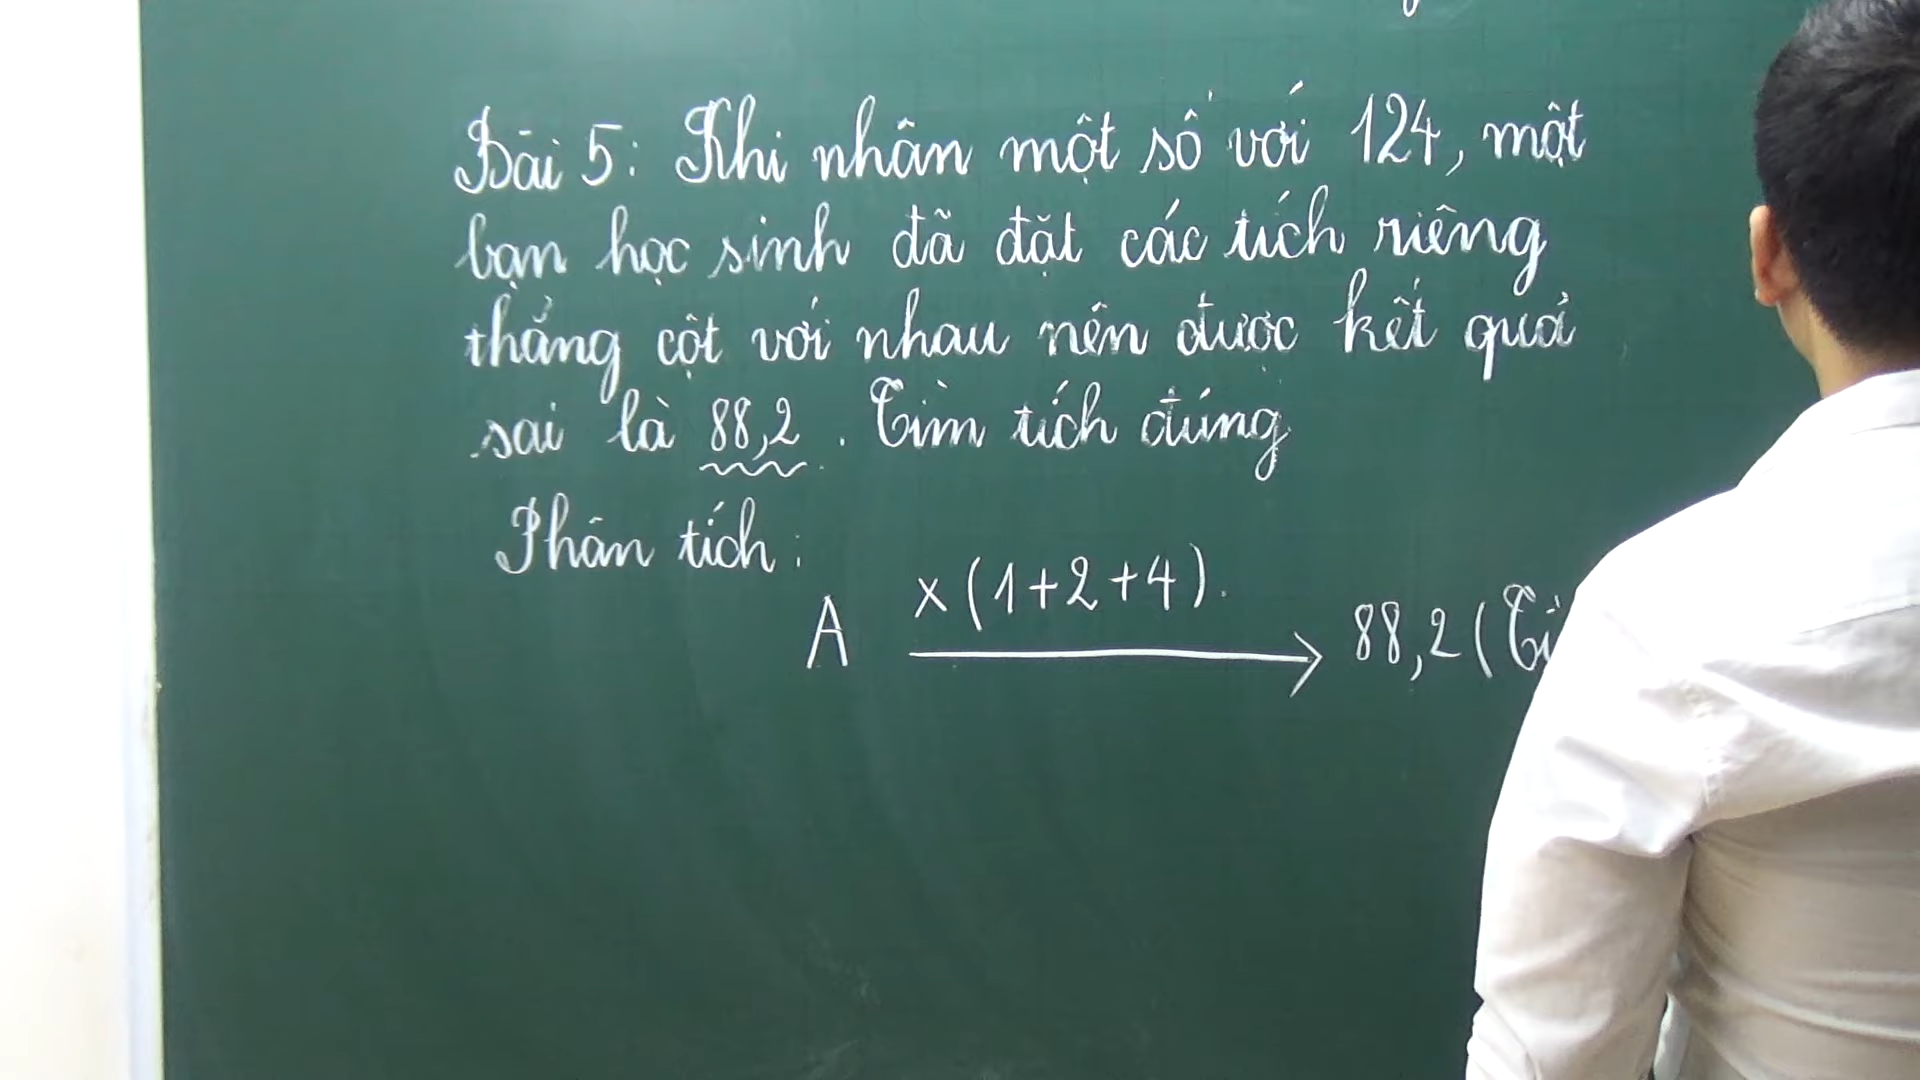 Bài 5: Khi nhân một số với 124, một
bạn học sinh đã đặt các tích riêng
thẳng cột với nhau nên được kết quả
sai là 88,2. Tìm tích đúng
Phân tích:
x (1+2+4).
A 88,2 (